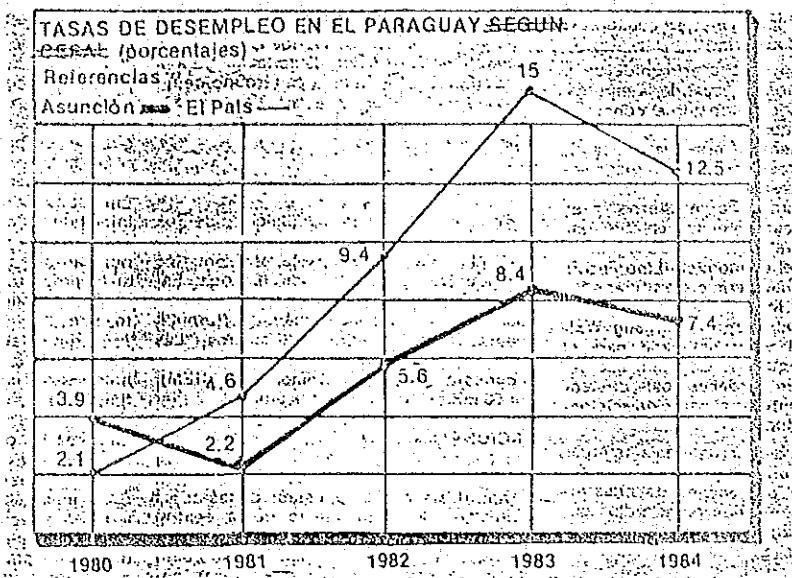 TASAS DE DESEMPLEO EN EL PARAGUAY SEGUN
CEPAL (porcentajes)
Referencias
Asunción El País
15
12.5
9.4
8.4
7.4
4.6
5.6
3.9
2.2
2.1
1980 1981 1982 1983 1984